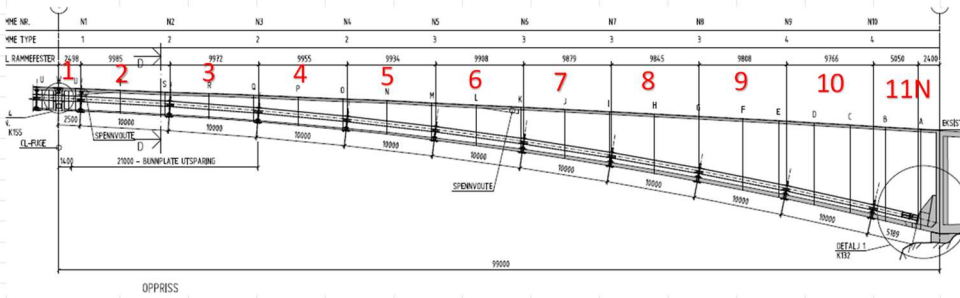 MME NR. N1 N2 N3 N4 N5 N6 N7 N8 N9 N10
MME TYPE 1 2 2 2 3 3 3 3 4 4
L RAMMEFESTER 2498 9985 9972 9955 9934 9908 9879 9845 9808 9766 5050 2400
1 2 3 4 5 6 7 8 9 10 11N
D
U U S R Q P O N M L K J I H G F E D C B A
EKSIST
4
N.
K155
2500
SPENNVOUTE
10000 10000 10000 10000 10000 10000 10000 10000 10000 5189
CL-FUGE
D
1400 21000 - BUNNPLATE UTSPARING
SPENNVOUTE
DETALJ 1
K132
99000
OPPRISS